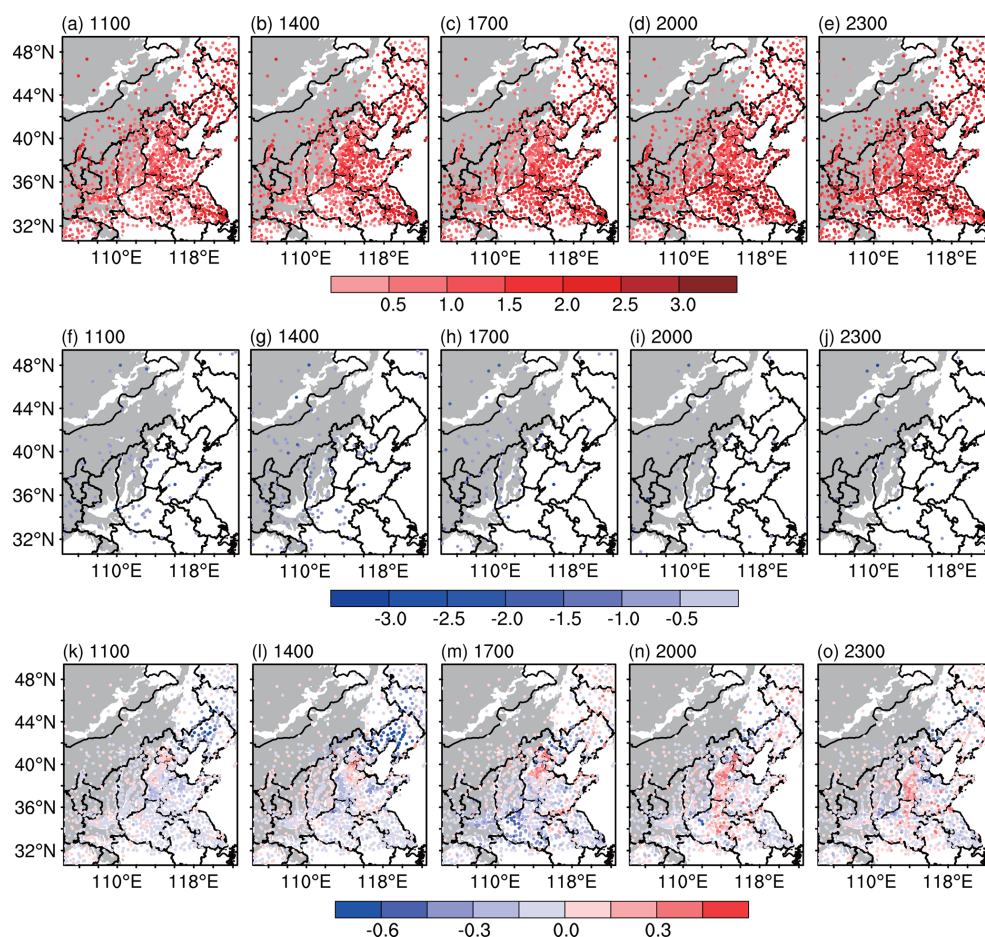 (a) 1100 (b) 1400 (c) 1700 (d) 2000 (e) 2300
48°N
44°N
40°N
36°N
32°N
110°E 118°E 110°E 118°E 110°E 118°E 110°E 118°E 110°E 118°E
0.5 1.0 1.5 2.0 2.5 3.0
(f) 1100 (g) 1400 (h) 1700 (i) 2000 (j) 2300
48°N
44°N
40°N
36°N
32°N
110°E 118°E 110°E 118°E 110°E 118°E 110°E 118°E 110°E 118°E
-3.0 -2.5 -2.0 -1.5 -1.0 -0.5
(k) 1100 (l) 1400 (m) 1700 (n) 2000 (o) 2300
48°N
44°N
40°N
36°N
32°N
110°E 118°E 110°E 118°E 110°E 118°E 110°E 118°E 110°E 118°E
-0.6 -0.3 0.0 0.3